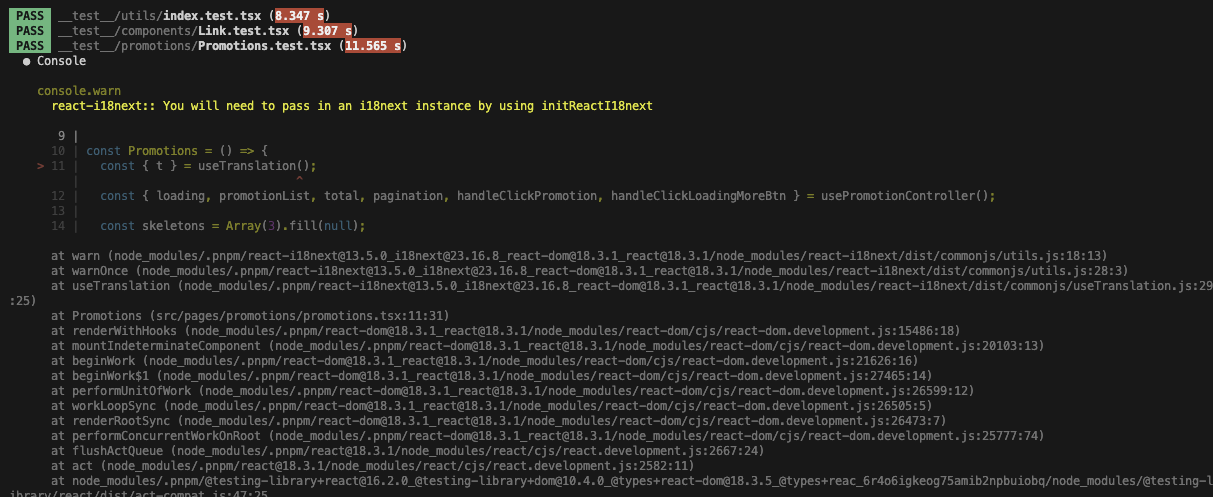 PASS __test__/utils/index.test.tsx (8.347 s)
PASS __test__/components/Link.test.tsx (9.307 s)
PASS __test__/promotions/Promotions.test.tsx (11.565 s)
● Console
console.warn
react-i18next:: You will need to pass in an i18next instance by using initReactI18next
9 |
10 | const Promotions = () => {
> 11 | const { t } = useTranslation();
| ^
12 | const { loading, promotionList, total, pagination, handleClickPromotion, handleClickLoadingMoreBtn } = usePromotionController();
13 |
14 | const skeletons = Array(3).fill(null);
at warn (node_modules/.pnpm/react-i18next@13.5.0_i18next@23.16.8_react-dom@18.3.1_react@18.3.1/node_modules/react-i18next/dist/commonjs/utils.js:18:13)
at warnOnce (node_modules/.pnpm/react-i18next@13.5.0_i18next@23.16.8_react-dom@18.3.1_react@18.3.1/node_modules/react-i18next/dist/commonjs/utils.js:28:3)
at useTranslation (node_modules/.pnpm/react-i18next@13.5.0_i18next@23.16.8_react-dom@18.3.1_react@18.3.1/node_modules/react-i18next/dist/commonjs/useTranslation.js:29
:25)
at Promotions (src/pages/promotions/promotions.tsx:11:31)
at renderWithHooks (node_modules/.pnpm/react-dom@18.3.1_react@18.3.1/node_modules/react-dom/cjs/react-dom.development.js:15486:18)
at mountIndeterminateComponent (node_modules/.pnpm/react-dom@18.3.1_react@18.3.1/node_modules/react-dom/cjs/react-dom.development.js:20103:13)
at beginWork (node_modules/.pnpm/react-dom@18.3.1_react@18.3.1/node_modules/react-dom/cjs/react-dom.development.js:21626:16)
at beginWork$1 (node_modules/.pnpm/react-dom@18.3.1_react@18.3.1/node_modules/react-dom/cjs/react-dom.development.js:27465:14)
at performUnitOfWork (node_modules/.pnpm/react-dom@18.3.1_react@18.3.1/node_modules/react-dom/cjs/react-dom.development.js:26599:12)
at workLoopSync (node_modules/.pnpm/react-dom@18.3.1_react@18.3.1/node_modules/react-dom/cjs/react-dom.development.js:26505:5)
at renderRootSync (node_modules/.pnpm/react-dom@18.3.1_react@18.3.1/node_modules/react-dom/cjs/react-dom.development.js:26473:7)
at performConcurrentWorkOnRoot (node_modules/.pnpm/react-dom@18.3.1_react@18.3.1/node_modules/react-dom/cjs/react-dom.development.js:25777:74)
at flushActQueue (node_modules/.pnpm/react@18.3.1/node_modules/react/cjs/react.development.js:2667:24)
at act (node_modules/.pnpm/react@18.3.1/node_modules/react/cjs/react.development.js:2582:11)
at node_modules/.pnpm/@testing-library+react@16.2.0_@testing-library+dom@10.4.0_@types+react-dom@18.3.5_@types+reac_6r4o6igkeog75amib2npbuiobq/node_modules/@testing-l
ibrary/react/dist/act-compat.js:47:25